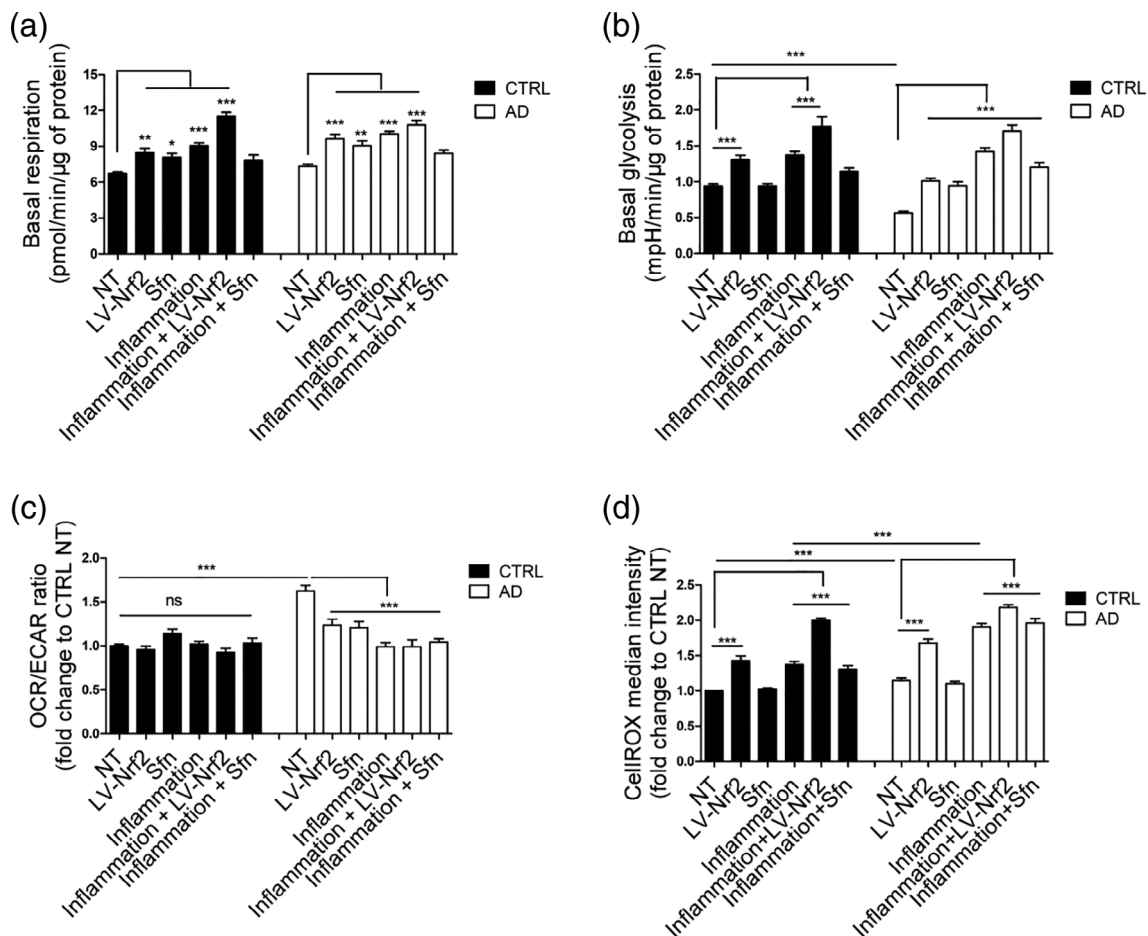 (a)
Basal respiration
(pmol/min/µg of protein)
15
12
9
6
3
0
**
*
***
***
***
**
***
***
CTRL
AD
NT
LV-Nrf2
Sfn
Inflammation
Inflammation + LV-Nrf2
Inflammation + Sfn
NT
LV-Nrf2
Sfn
Inflammation
Inflammation + LV-Nrf2
Inflammation + Sfn
(b)
Basal glycolysis
(mpH/min/µg of protein)
2.5
2.0
1.5
1.0
0.5
0.0
***
***
***
***
CTRL
AD
NT
LV-Nrf2
Sfn
Inflammation
Inflammation + LV-Nrf2
Inflammation + Sfn
NT
LV-Nrf2
Sfn
Inflammation
Inflammation + LV-Nrf2
Inflammation + Sfn
(c)
OCR/ECAR ratio
(fold change to CTRL NT)
2.0
1.5
1.0
0.5
0.0
***
ns
***
CTRL
AD
NT
LV-Nrf2
Sfn
Inflammation
Inflammation + LV-Nrf2
Inflammation + Sfn
NT
LV-Nrf2
Sfn
Inflammation
Inflammation + LV-Nrf2
Inflammation + Sfn
(d)
CellROX median intensity
(fold change to CTRL NT)
2.5
2.0
1.5
1.0
0.5
0.0
***
***
***
***
***
***
CTRL
AD
NT
LV-Nrf2
Sfn
Inflammation
Inflammation+LV-Nrf2
Inflammation+Sfn
NT
LV-Nrf2
Sfn
Inflammation
Inflammation+LV-Nrf2
Inflammation+Sfn